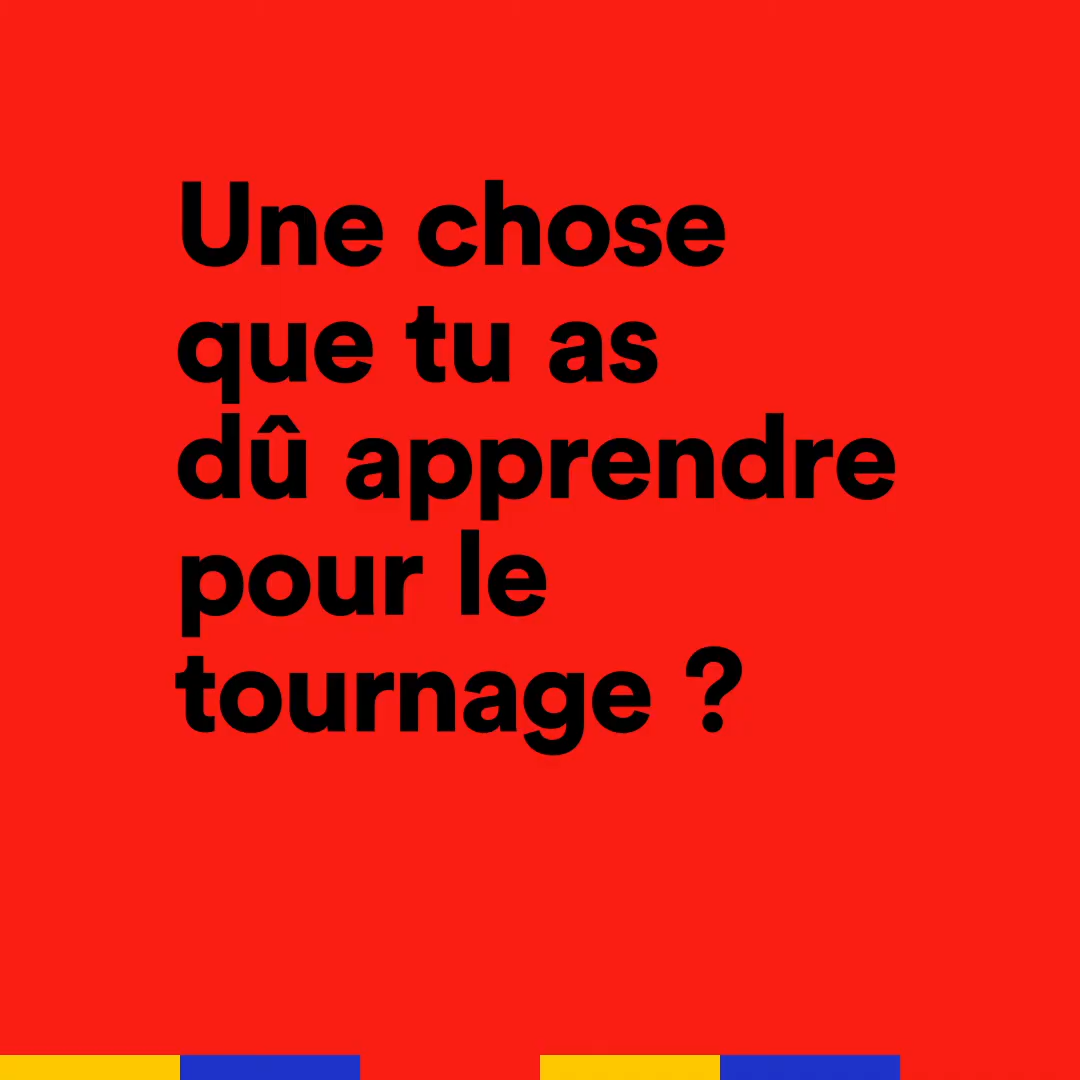 Une chose
que tu as
dû apprendre
pour le
tournage ?